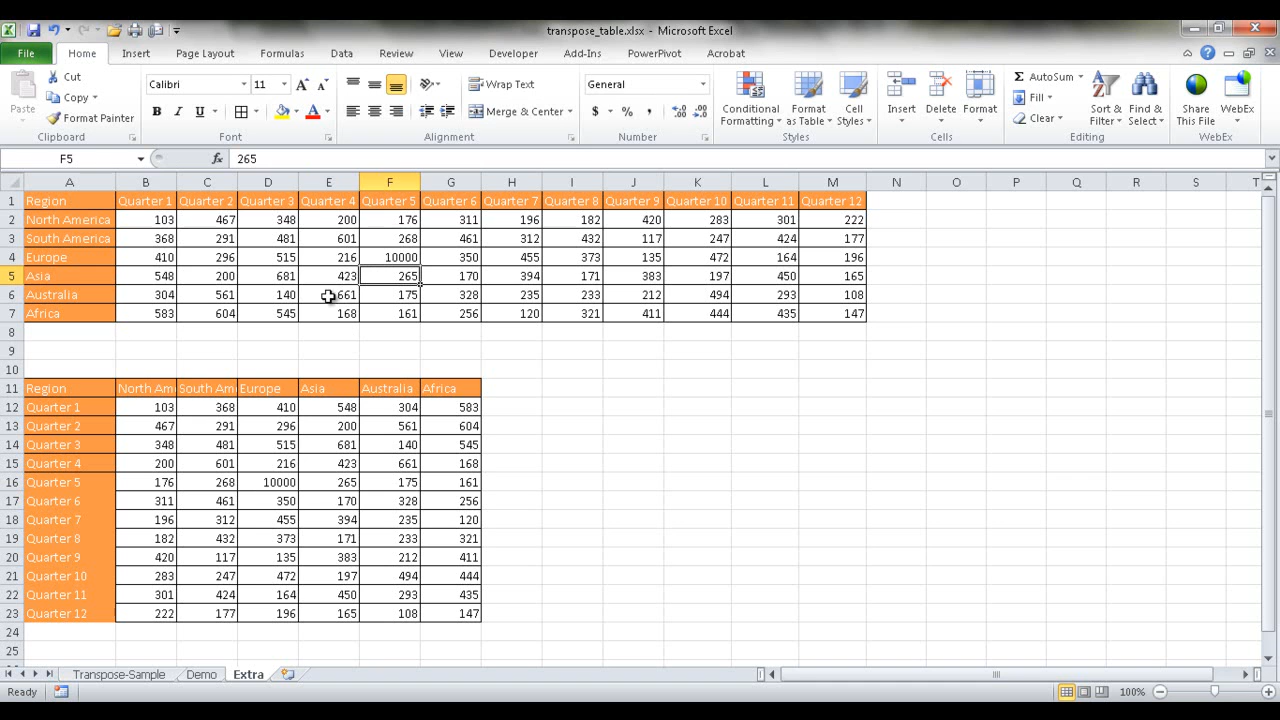 transpose_table.xlsx - Microsoft Excel
File Home Insert Page Layout Formulas Data Review View Developer Add-Ins PowerPivot Acrobat
Paste
Cut
Copy
Format Painter
Clipboard
Calibri 11
B I U A
Font
Wrap Text
Merge & Center
Alignment
General
$ % ,
Number
Conditional Formatting
Format as Table
Cell Styles
Styles
Insert Delete Format
Cells
Σ AutoSum
Fill
Clear
Sort & Filter
Find & Select
Editing
Share This File
WebEx
WebEx
F5 fx 265
A B C D E F G H I J K L M N O P Q R S T
1 Region Quarter 1 Quarter 2 Quarter 3 Quarter 4 Quarter 5 Quarter 6 Quarter 7 Quarter 8 Quarter 9 Quarter 10 Quarter 11 Quarter 12
2 North America 103 467 348 200 176 311 196 182 420 283 301 222
3 South America 368 291 481 601 268 461 312 432 117 247 424 177
4 Europe 410 296 515 216 10000 350 455 373 135 472 164 196
5 Asia 548 200 681 423 265 170 394 171 383 197 450 165
6 Australia 304 561 140 661 175 328 235 233 212 494 293 108
7 Africa 583 604 545 168 161 256 120 321 411 444 435 147
8
9
10
11 Region North Am South Am Europe Asia Australia Africa
12 Quarter 1 103 368 410 548 304 583
13 Quarter 2 467 291 296 200 561 604
14 Quarter 3 348 481 515 681 140 545
15 Quarter 4 200 601 216 423 661 168
16 Quarter 5 176 268 10000 265 175 161
17 Quarter 6 311 461 350 170 328 256
18 Quarter 7 196 312 455 394 235 120
19 Quarter 8 182 432 373 171 233 321
20 Quarter 9 420 117 135 383 212 411
21 Quarter 10 283 247 472 197 494 444
22 Quarter 11 301 424 164 450 293 435
23 Quarter 12 222 177 196 165 108 147
24
25
Transpose-Sample Demo Extra
Ready 100%